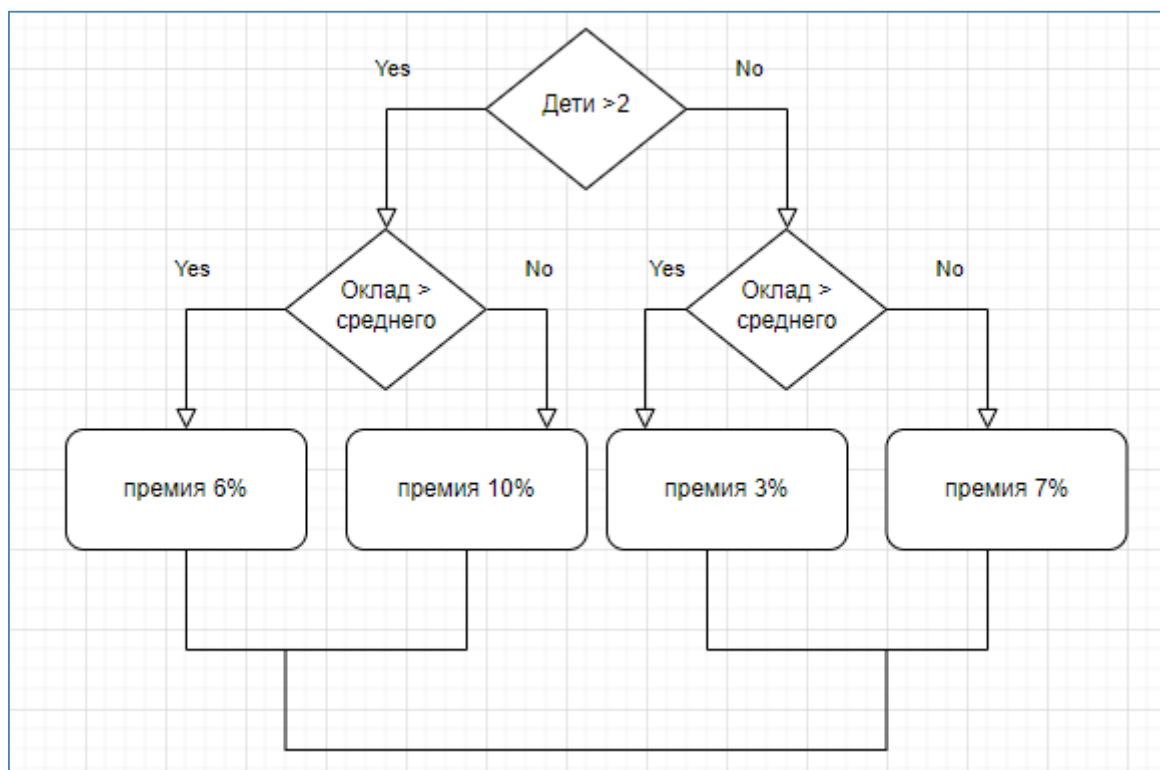 Yes
No
Дети >2
Yes
No
Yes
No
Оклад >
среднего
Оклад >
среднего
премия 6%
премия 10%
премия 3%
премия 7%